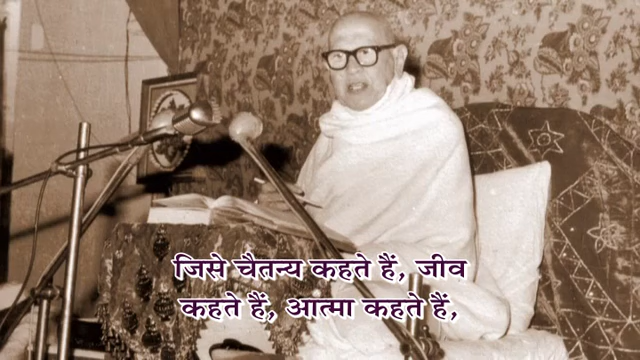 जिसे चैतन्य कहते हैं, जीव
कहते हैं, आत्मा कहते हैं,